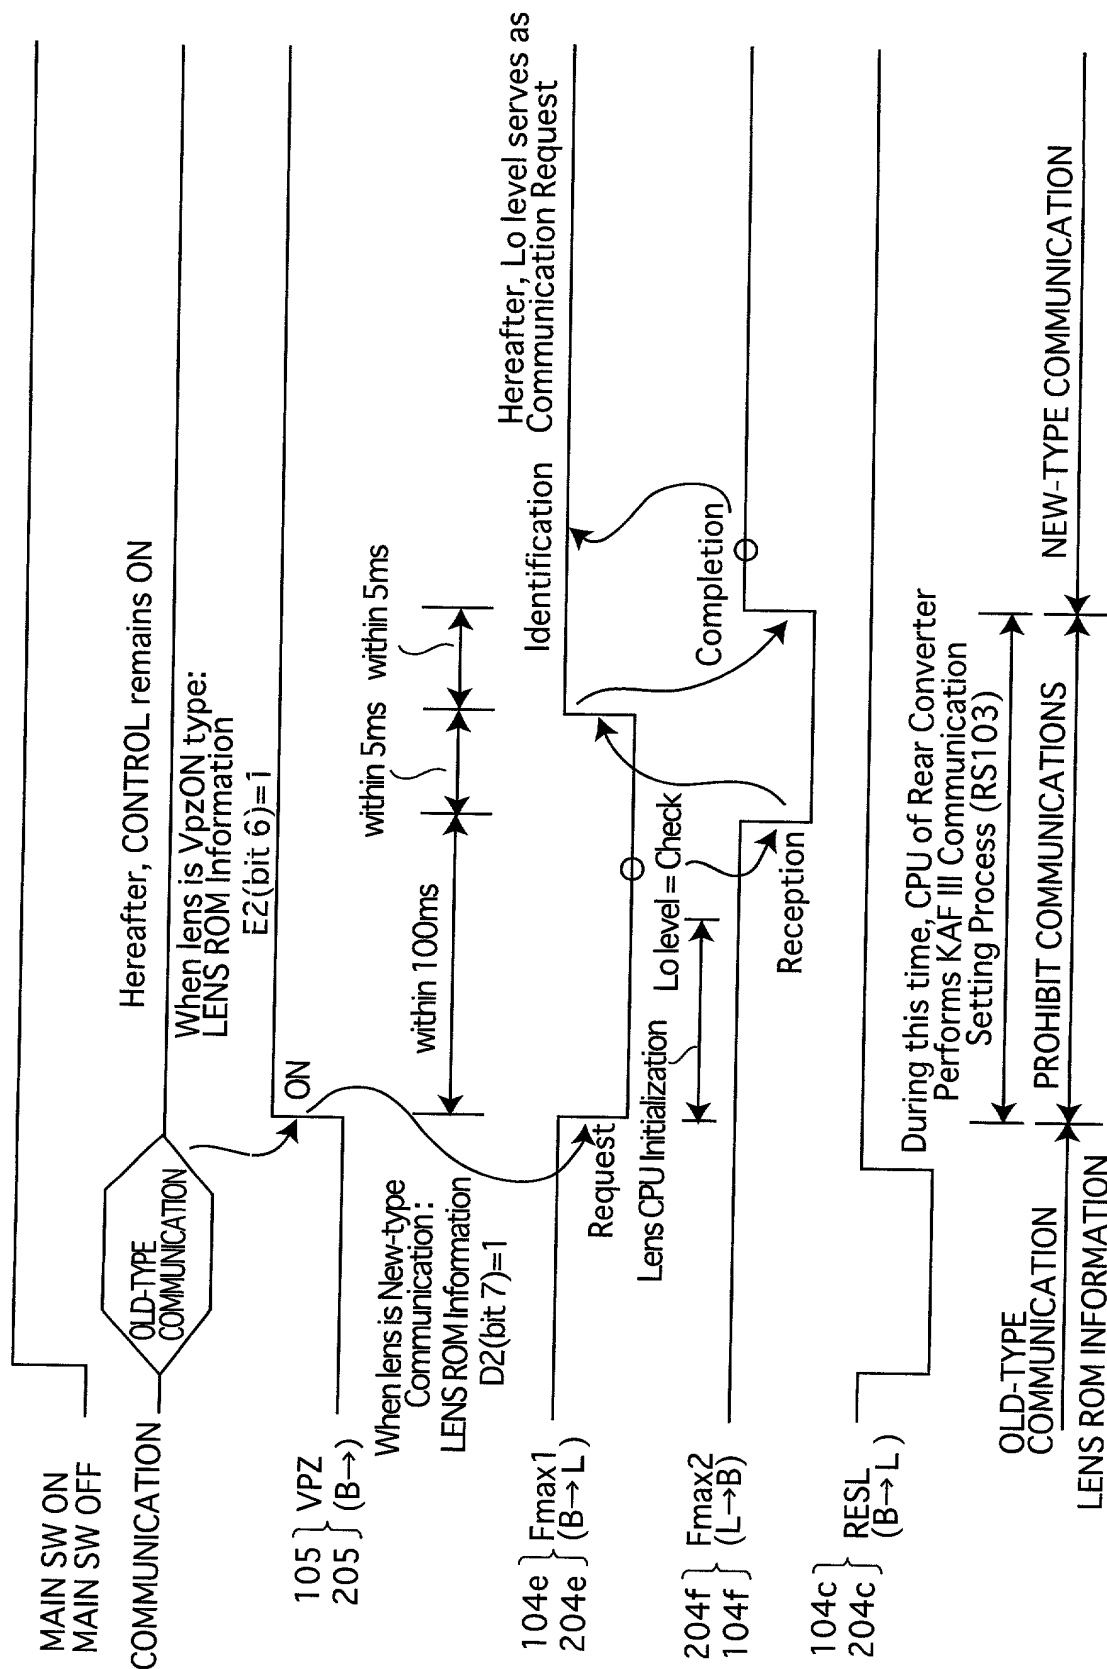 MAIN SW ON
MAIN SW OFF
COMMUNICATION
OLD-TYPE
COMMUNICATION
Hereafter, CONTROL remains ON
When lens is VpzON type:
LENS ROM Information
E2(bit 6)=1
105
205
VPZ
(B→)
ON
When lens is New-type
Communication:
LENS ROM Information
D2(bit 7)=1
within 100ms
within 5ms
within 5ms
104e
204e
Fmax1
(B→L)
Request
Identification
Hereafter, Lo level serves as
Communication Request
Lens CPU Initialization
Lo level = Check
204f
104f
Fmax2
(L→B)
Reception
Completion
104c
204c
RESL
(B→L)
During this time, CPU of Rear Converter
Performs KAF III Communication
Setting Process (RS103)
OLD-TYPE
COMMUNICATION
LENS ROM INFORMATION
PROHIBIT COMMUNICATIONS
NEW-TYPE COMMUNICATION